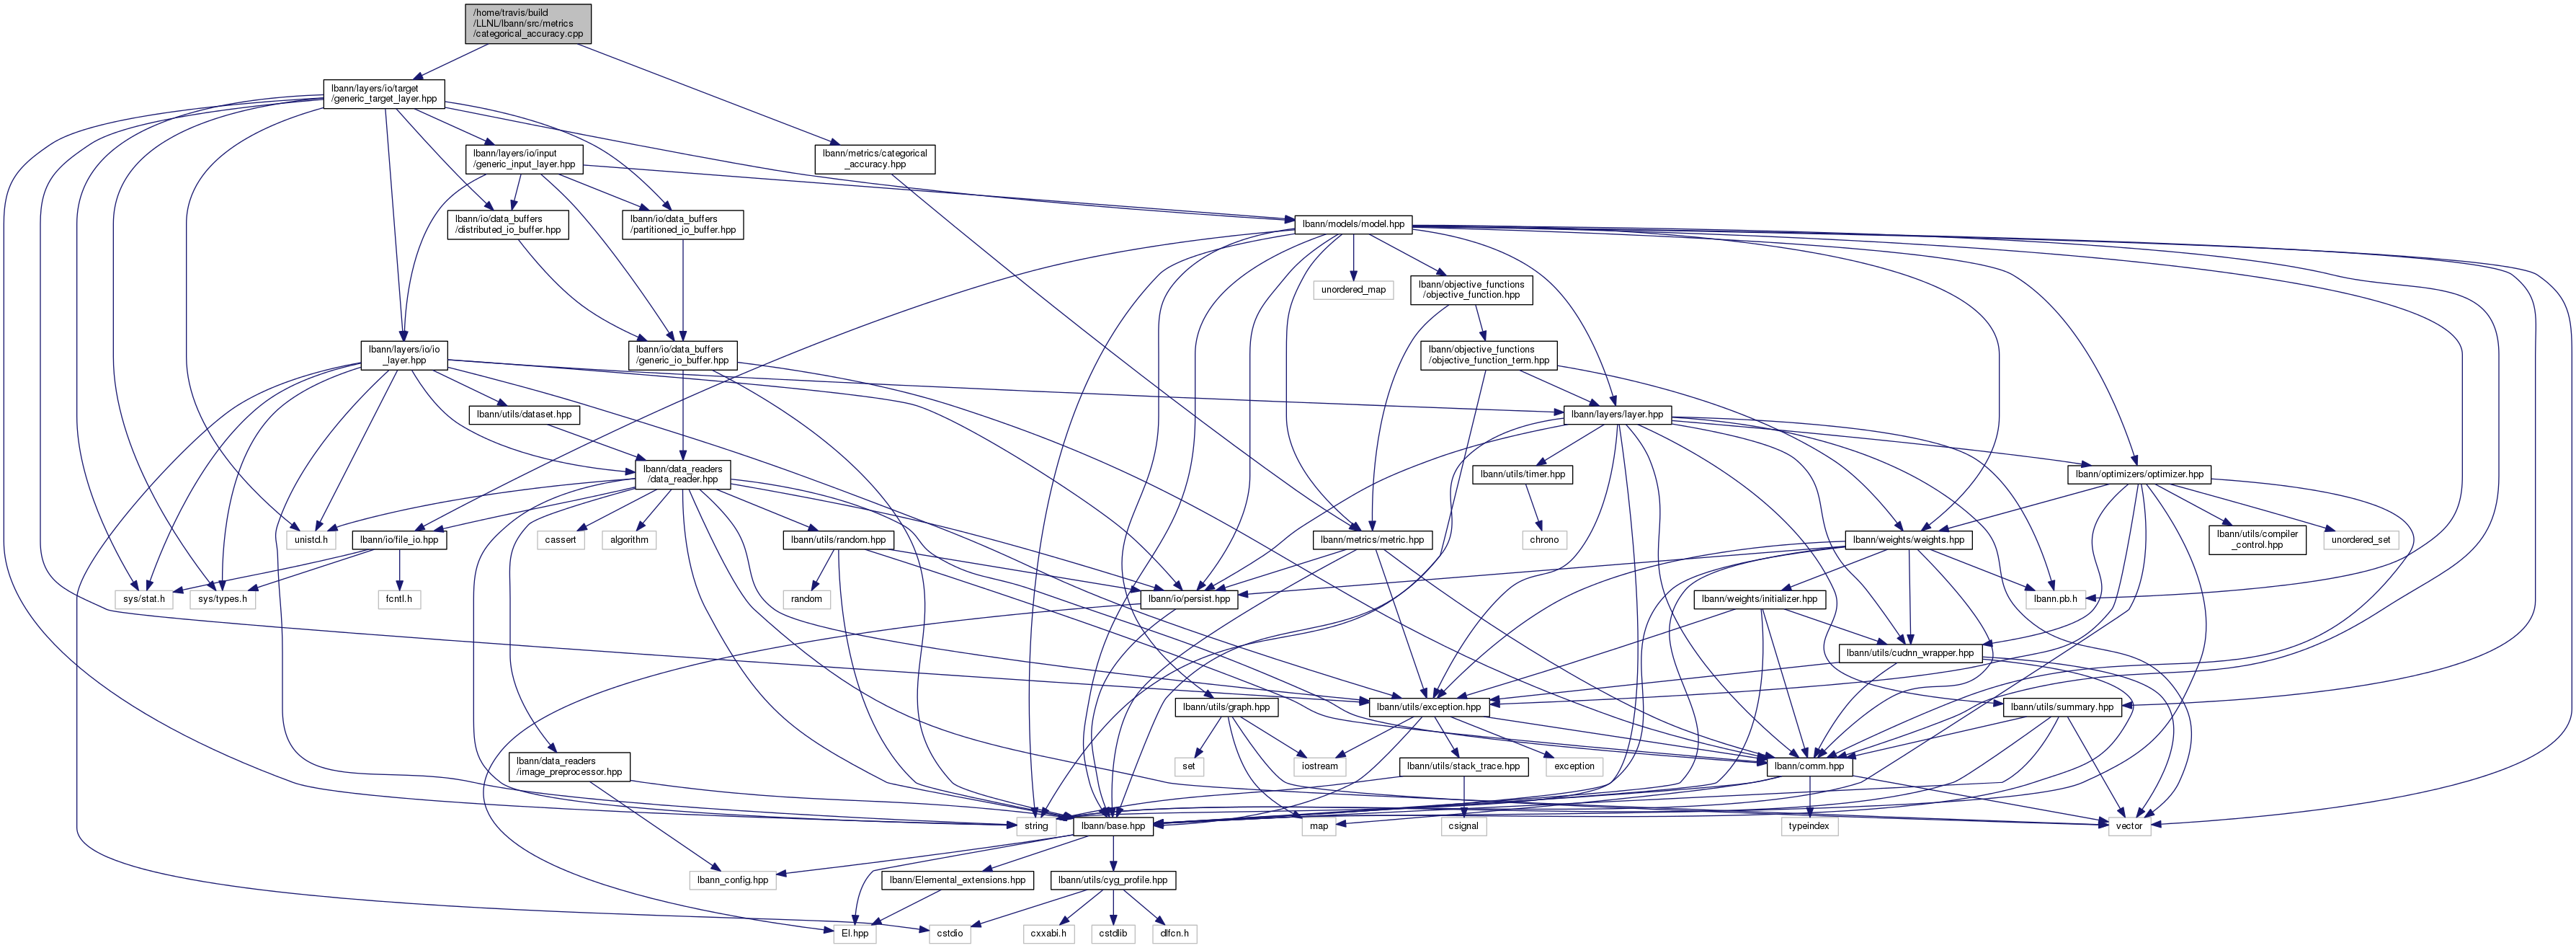 /home/travis/build
/LLNL/lbann/src/metrics
/categorical_accuracy.cpp
lbann/layers/io/target
/generic_target_layer.hpp
lbann/layers/io/input
/generic_input_layer.hpp
lbann/metrics/categorical
_accuracy.hpp
lbann/io/data_buffers
/distributed_io_buffer.hpp
lbann/io/data_buffers
/partitioned_io_buffer.hpp
lbann/models/model.hpp
unordered_map
lbann/objective_functions
/objective_function.hpp
lbann/layers/io/io
_layer.hpp
lbann/io/data_buffers
/generic_io_buffer.hpp
lbann/objective_functions
/objective_function_term.hpp
lbann/utils/dataset.hpp
lbann/layers/layer.hpp
lbann/data_readers
/data_reader.hpp
lbann/utils/timer.hpp
lbann/optimizers/optimizer.hpp
unistd.h
lbann/io/file_io.hpp
cassert
algorithm
lbann/utils/random.hpp
lbann/metrics/metric.hpp
chrono
lbann/weights/weights.hpp
lbann/utils/compiler
_control.hpp
unordered_set
sys/stat.h
sys/types.h
fcntl.h
random
lbann/io/persist.hpp
lbann/weights/initializer.hpp
lbann.pb.h
lbann/utils/cudnn_wrapper.hpp
lbann/utils/graph.hpp
lbann/utils/exception.hpp
lbann/utils/summary.hpp
lbann/data_readers
/image_preprocessor.hpp
set
iostream
lbann/utils/stack_trace.hpp
exception
lbann/comm.hpp
string
lbann/base.hpp
map
csignal
typeindex
vector
lbann_config.hpp
lbann/Elemental_extensions.hpp
lbann/utils/cyg_profile.hpp
El.hpp
cstdio
cxxabi.h
cstdlib
dlfcn.h